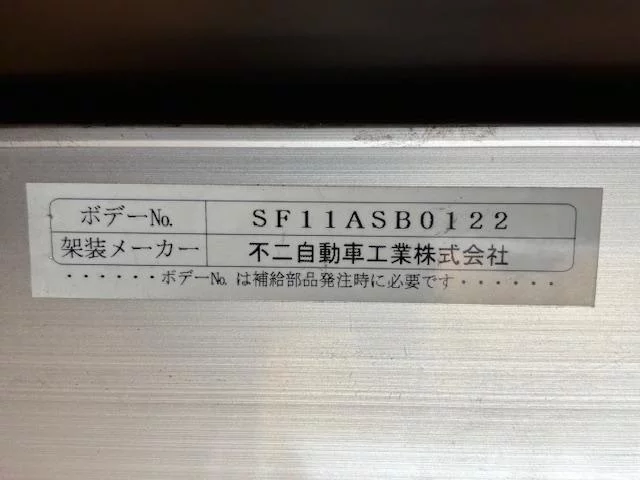 ボデーNo. SF11ASB0122
架装メーカー 不二自動車工業株式会社
・・・・・・ボデーNo. は補給部品発注時に必要です・・・・・・